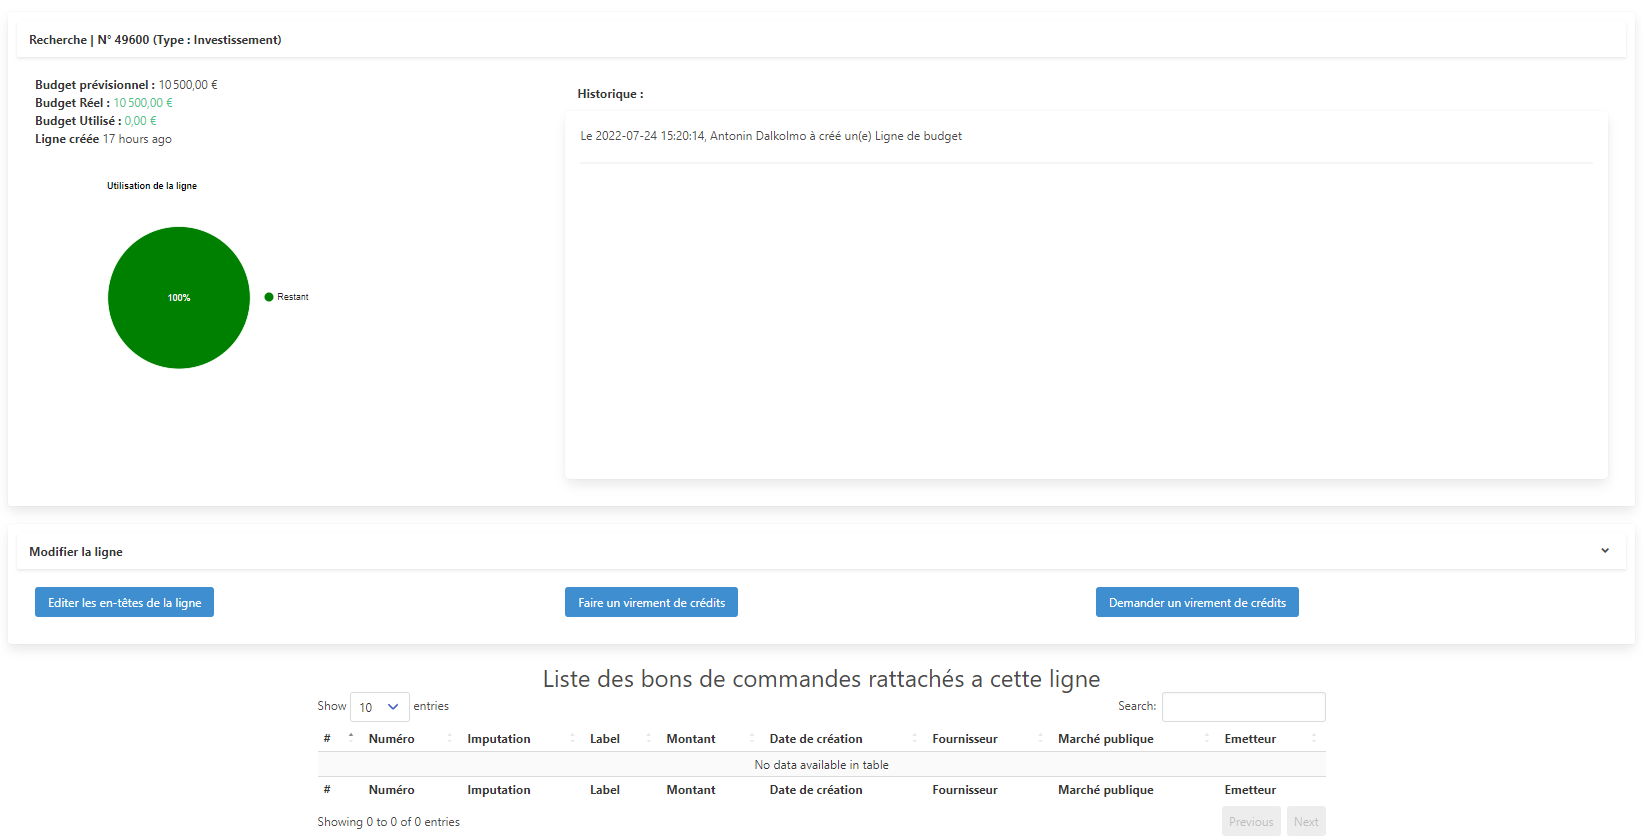 Recherche | N° 49600 (Type : Investissement)
Budget prévisionnel : 10 500,00 €
Budget Réel : 10 500,00 €
Budget Utilisé : 0,00 €
Ligne créée 17 hours ago
Utilisation de la ligne
100%
Restant
Historique :
Le 2022-07-24 15:20:14, Antonin Dalkolmo à créé un(e) Ligne de budget
Modifier la ligne
Editer les en-têtes de la ligne
Faire un virement de crédits
Demander un virement de crédits
Liste des bons de commandes rattachés a cette ligne
Show 10 entries
Search:
# Numéro Imputation Label Montant Date de création Fournisseur Marché publique Emetteur
No data available in table
# Numéro Imputation Label Montant Date de création Fournisseur Marché publique Emetteur
Showing 0 to 0 of 0 entries
Previous Next